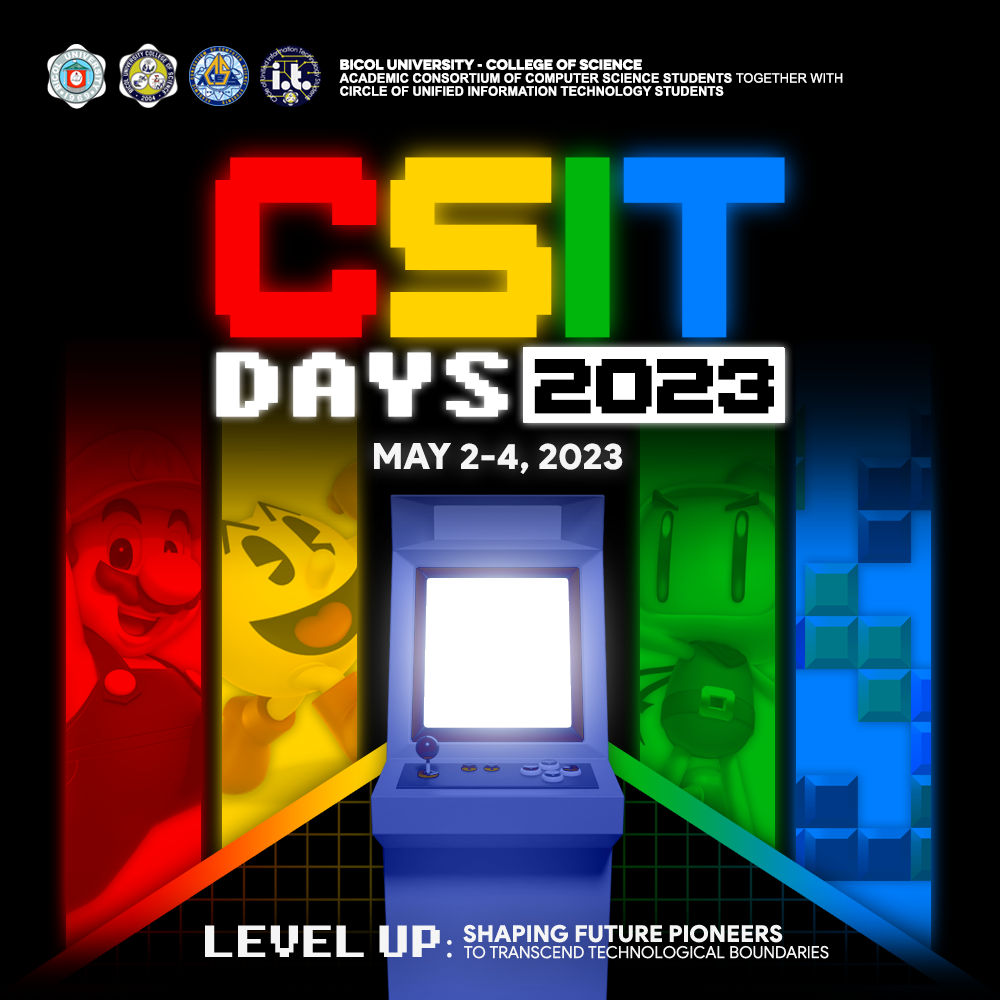 BICOL UNIVERSITY - COLLEGE OF SCIENCE
ACADEMIC CONSORTIUM OF COMPUTER SCIENCE STUDENTS TOGETHER WITH
CIRCLE OF UNIFIED INFORMATION TECHNOLOGY STUDENTS
i.t.
CSIT
DAYS 2023
MAY 2-4, 2023
LEVEL UP: SHAPING FUTURE PIONEERS
TO TRANSCEND TECHNOLOGICAL BOUNDARIES